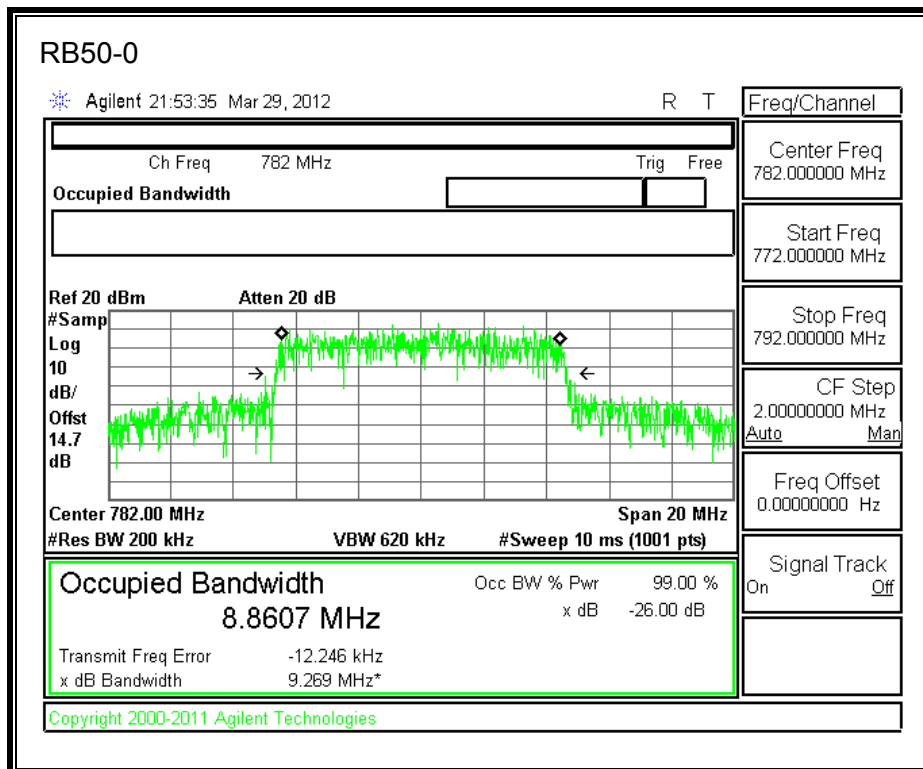 RB50-0
Agilent 21:53:35 Mar 29, 2012 R T
Ch Freq 782 MHz Trig Free
Occupied Bandwidth
Ref 20 dBm Atten 20 dB
#Samp
Log
10
dB/
Offst
14.7
dB
Center 782.00 MHz Span 20 MHz
#Res BW 200 kHz VBW 620 kHz #Sweep 10 ms (1001 pts)
Occupied Bandwidth Occ BW % Pwr 99.00 %
8.8607 MHz x dB -26.00 dB
Transmit Freq Error -12.246 kHz
x dB Bandwidth 9.269 MHz*
Copyright 2000-2011 Agilent Technologies
Freq/Channel
Center Freq
782.000000 MHz
Start Freq
772.000000 MHz
Stop Freq
792.000000 MHz
CF Step
2.00000000 MHz
Auto Man
Freq Offset
0.00000000 Hz
Signal Track
On Off